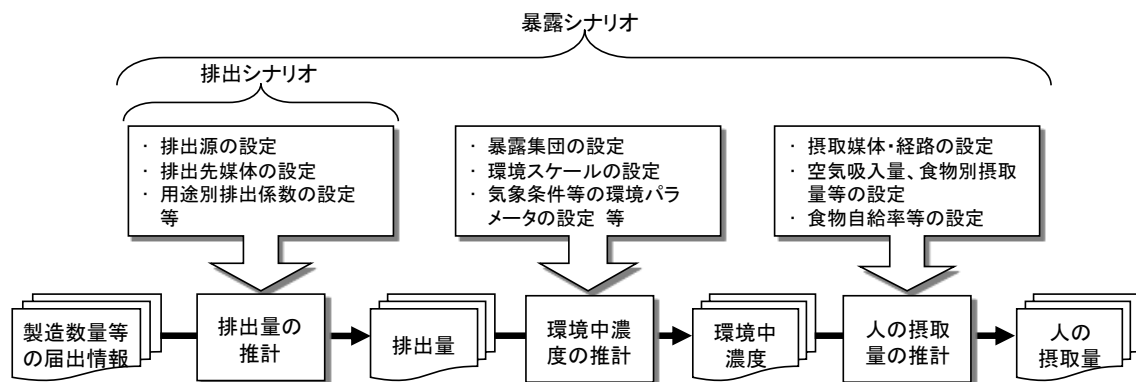 暴露シナリオ
排出シナリオ
・ 排出源の設定
・ 排出先媒体の設定
・ 用途別排出係数の設定
等
・ 暴露集団の設定
・ 環境スケールの設定
・ 気象条件等の環境パラ
メータの設定 等
・ 摂取媒体・経路の設定
・ 空気吸入量、食物別摂取
量等の設定
・ 食物自給率等の設定
製造数量等
の届出情報
排出量の
推計
排出量
環境中濃
度の推計
環境中
濃度
人の摂取
量の推計
人の
摂取量